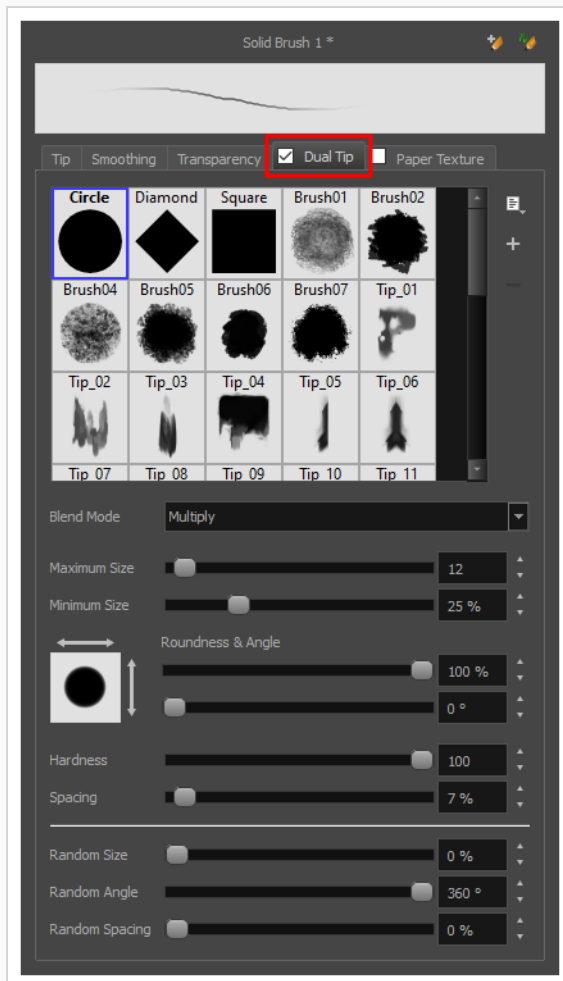 Solid Brush 1 *
Tip Smoothing Transparency Dual Tip Paper Texture
Circle Diamond Square Brush01 Brush02
Brush04 Brush05 Brush06 Brush07 Tip_01
Tip_02 Tip_03 Tip_04 Tip_05 Tip_06
Tip_07 Tip_08 Tip_09 Tip_10 Tip_11
Blend Mode Multiply
Maximum Size 12
Minimum Size 25 %
Roundness & Angle
100 %
0 °
Hardness 100
Spacing 7 %
Random Size 0 %
Random Angle 360 °
Random Spacing 0 %